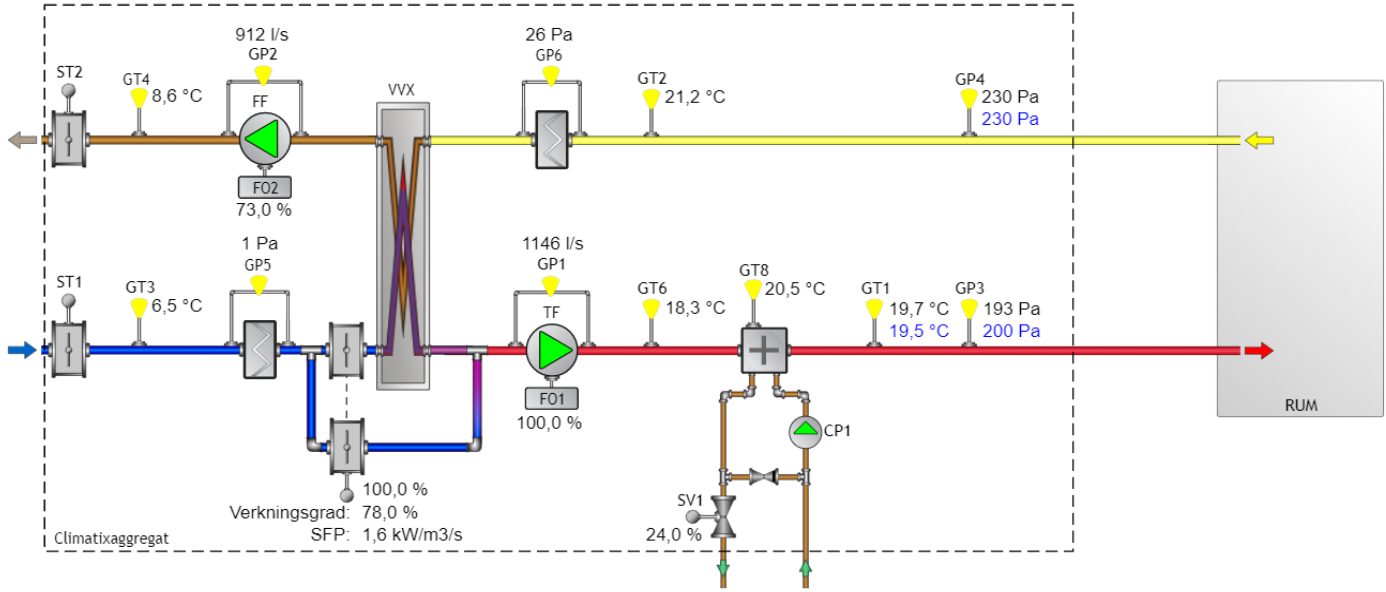 912 l/s
GP2
26 Pa
GP6
ST2
GT4
8,6 °C
FF
VVX
GT2
21,2 °C
GP4
230 Pa
230 Pa
FO2
73,0 %
1 Pa
GP5
1146 l/s
GP1
ST1
GT3
6,5 °C
TF
GT6
18,3 °C
GT8
20,5 °C
GT1
19,7 °C
19,5 °C
GP3
193 Pa
200 Pa
FO1
100,0 %
RUM
CP1
100,0 %
Verkningsgrad: 78,0 %
SFP: 1,6 kW/m3/s
SV1
24,0 %
Climatixaggregat